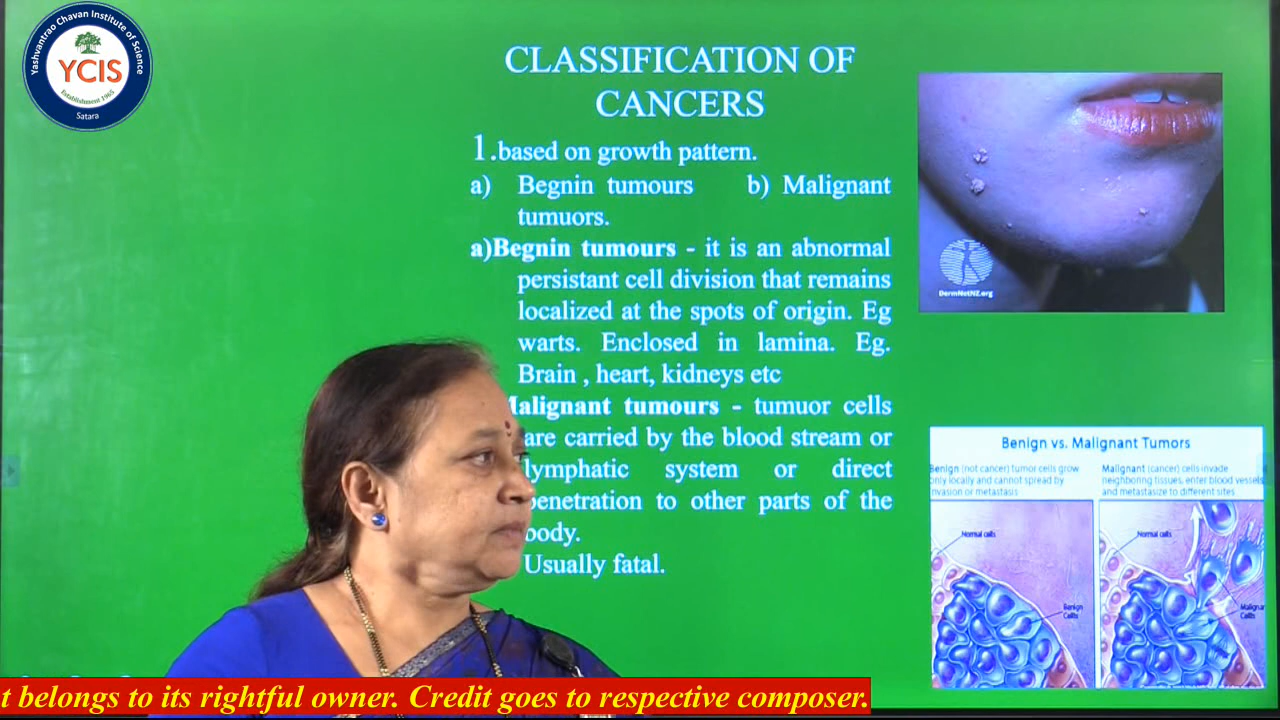 Yashvantrao Chavan Institute of Science
YCIS
Establishment 1965
Satara
CLASSIFICATION OF
CANCERS
1.based on growth pattern.
a) Begnin tumours b) Malignant
tumuors.
a)Begnin tumours - it is an abnormal
persistant cell division that remains
localized at the spots of origin. Eg
warts. Enclosed in lamina. Eg.
Brain , heart, kidneys etc
Malignant tumours - tumuor cells
are carried by the blood stream or
lymphatic system or direct
penetration to other parts of the
body.
Usually fatal.
DermNetNZ.org
Benign vs. Malignant Tumors
Benign (not cancer) tumor cells grow
only locally and cannot spread by
invasion or metastasis
Malignant (cancer) cells invade
neighboring tissues, enter blood vessels
and metastasize to different sites
Normal cells
Benign
Cells
Normal cells
Malignar
Cells
t belongs to its rightful owner. Credit goes to respective composer.